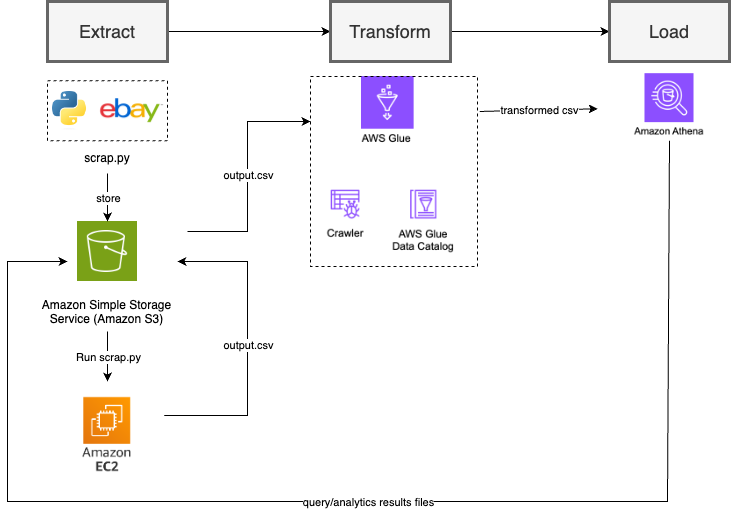 Extract
Transform
Load
ebay
scrap.py
store
Amazon Simple Storage
Service (Amazon S3)
Run scrap.py
Amazon
EC2
output.csv
output.csv
AWS Glue
Crawler
AWS Glue
Data Catalog
transformed csv
Amazon Athena
query/analytics results files